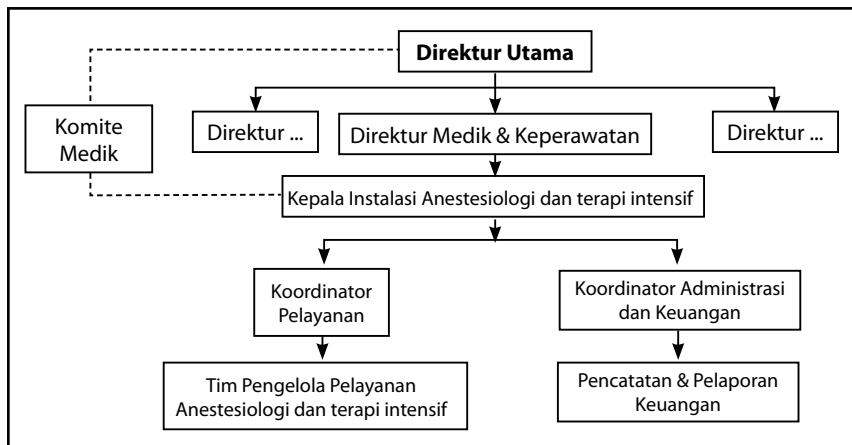 Direktur Utama
Komite
Medik
Direktur ...
Direktur Medik & Keperawatan
Direktur ...
Kepala Instalasi Anestesiologi dan terapi intensif
Koordinator
Pelayanan
Koordinator Administrasi
dan Keuangan
Tim Pengelola Pelayanan
Anestesiologi dan terapi intensif
Pencatatan & Pelaporan
Keuangan